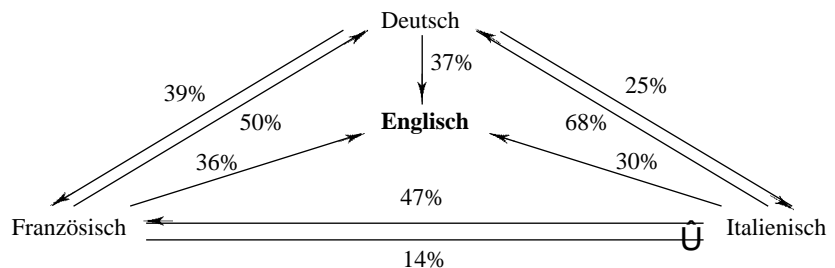 Deutsch
37%
39%
25%
50%
Englisch
68%
36%
30%
47%
Französisch
Italienisch
Û
14%